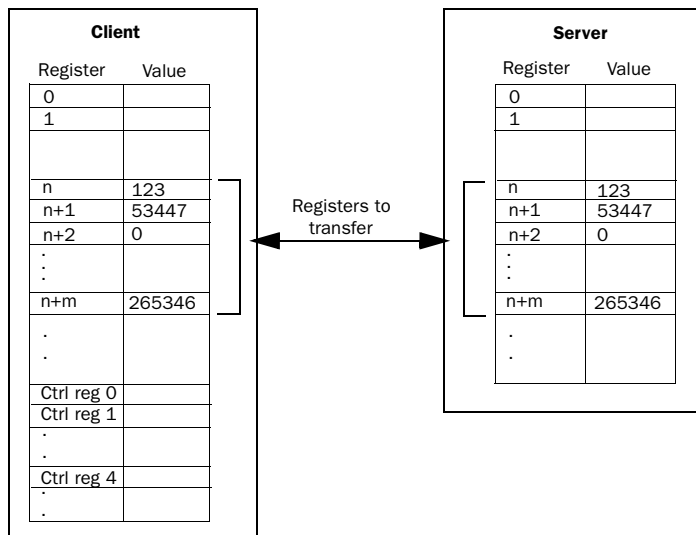 Client
Register Value
0
1
n 123
n+1 53447
n+2 0
.
.
.
n+m 265346
.
.
Ctrl reg 0
Ctrl reg 1
.
.
Ctrl reg 4
.
.
Registers to
transfer
Server
Register Value
0
1
n 123
n+1 53447
n+2 0
.
.
.
n+m 265346
.
.